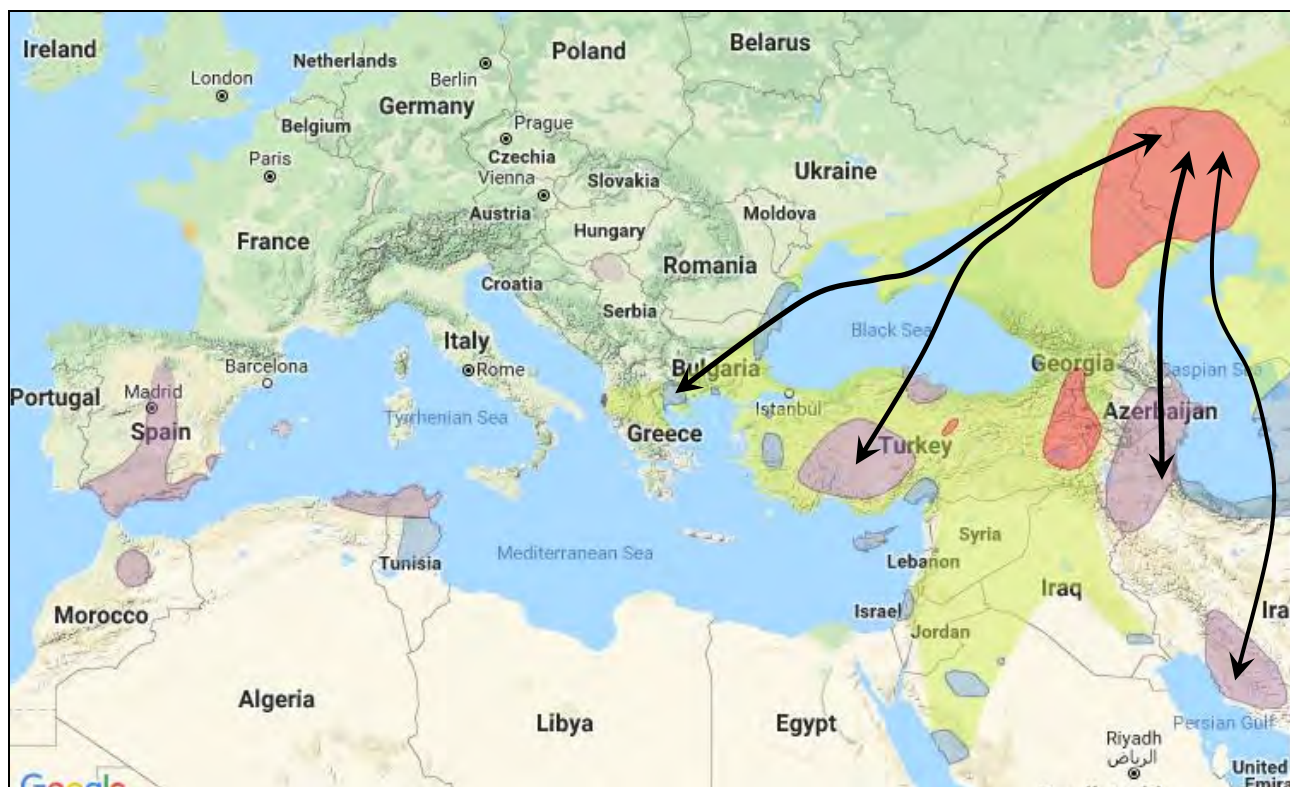 Ireland
Netherlands
Poland
Belarus
London
Berlin
Germany
Belgium
Prague
Czechia
Paris
Vienna
Slovakia
Ukraine
Austria
Moldova
France
Hungary
Romania
Croatia
Serbia
Black Sea
Italy
Rome
Bulgaria
Georgia
Caspian Sea
Barcelona
Portugal
Madrid
Spain
Tyrrhenian Sea
Istanbul
Azerbaijan
Greece
Turkey
Mediterranean Sea
Syria
Tunisia
Lebanon
Iraq
Morocco
Israel
Ira
Jordan
Algeria
Libya
Egypt
Persian Gulf
Riyadh
الرياض
United
Emira
Google